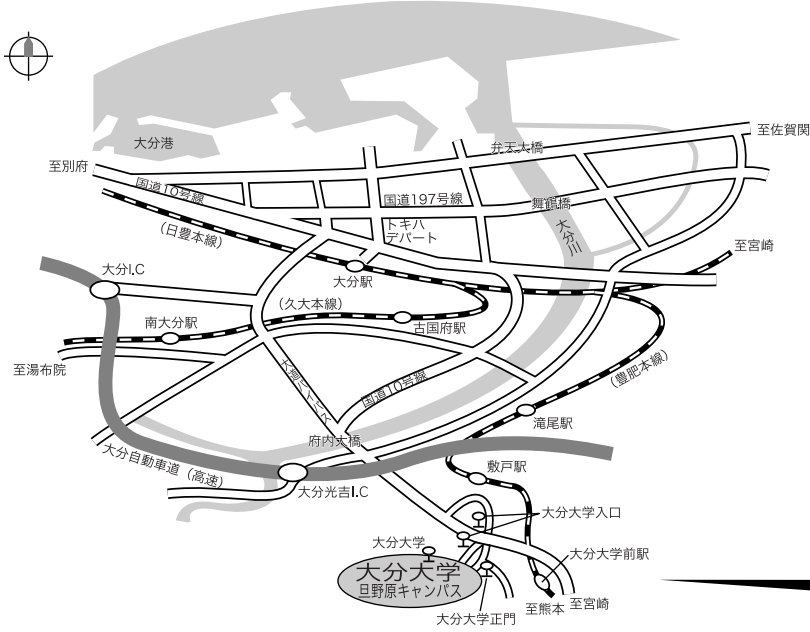 大分港
至佐賀関
弁天大橋
至別府
国道10号線
国道197号線
舞鶴橋
トキハ
デパート
大分川
(日豊本線)
至宮崎
大分I.C
大分駅
(久大本線)
南大分駅
古国府駅
至湯布院
大道バイパス
国道10号線
(豊肥本線)
滝尾駅
府内大橋
大分自動車道(高速)
敷戸駅
大分光吉I.C
大分大学入口
大分大学
大分大学前駅
大分大学
旦野原キャンパス
至熊本
至宮崎
大分大学正門